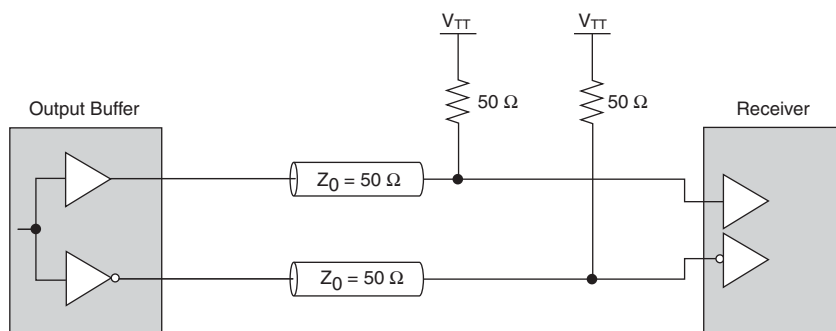 V_TT V_TT
50 Ω 50 Ω
Output Buffer Receiver
Z_0 = 50 Ω
Z_0 = 50 Ω